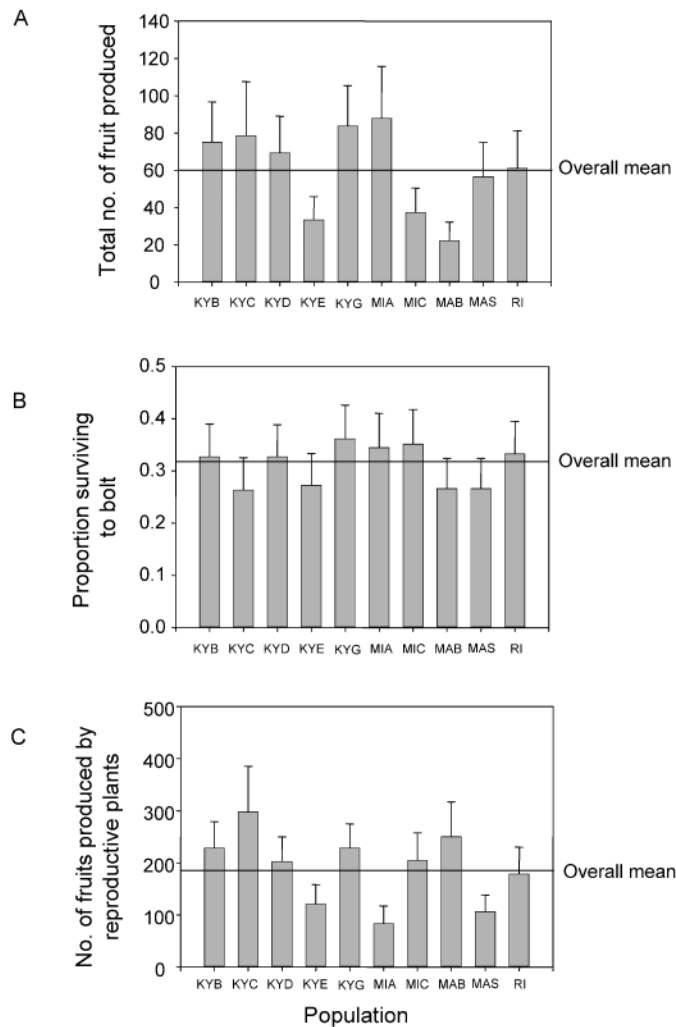 A
Total no. of fruit produced
140
120
100
80
60
40
20
0
Overall mean
KYB KYC KYD KYE KYG MIA MIC MAB MAS RI
B
Proportion surviving
to bolt
0.5
0.4
0.3
0.2
0.1
0.0
Overall mean
KYB KYC KYD KYE KYG MIA MIC MAB MAS RI
C
No. of fruits produced by
reproductive plants
500
400
300
200
100
0
Overall mean
KYB KYC KYD KYE KYG MIA MIC MAB MAS RI
Population